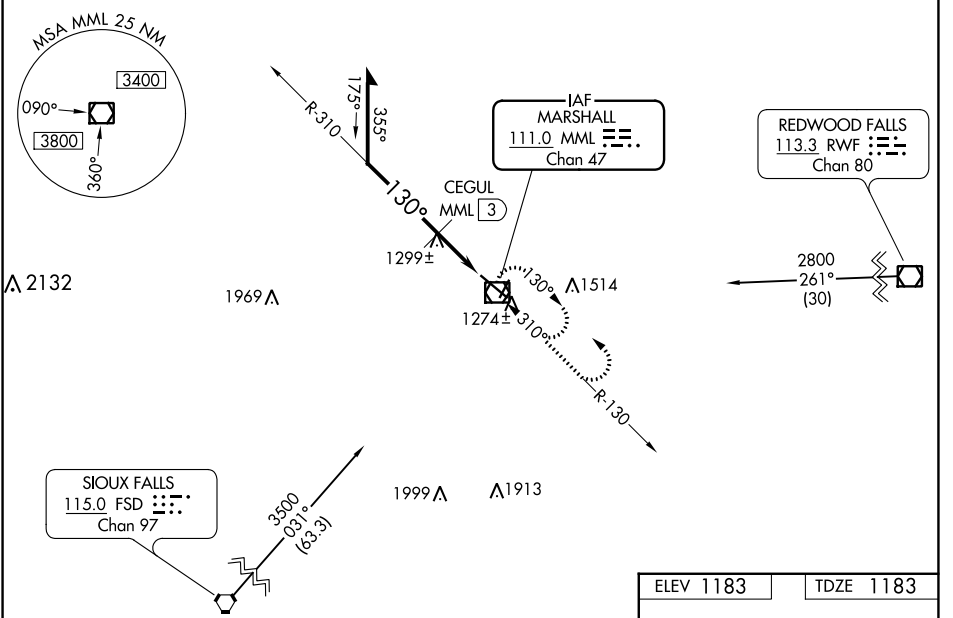 MSA MML 25 NM
3400
090°
3800
360°
R-310
175°
355°
130°
CEGUL
MML 3
1299±
IAF
MARSHALL
111.0 MML
Chan 47
REDWOOD FALLS
113.3 RWF
Chan 80
2800
261°
(30)
2132
1969
130°
1514
1274±
310°
R-130
SIOUX FALLS
115.0 FSD
Chan 97
3500
031°
(63.3)
1999
1913
ELEV 1183
TDZE 1183